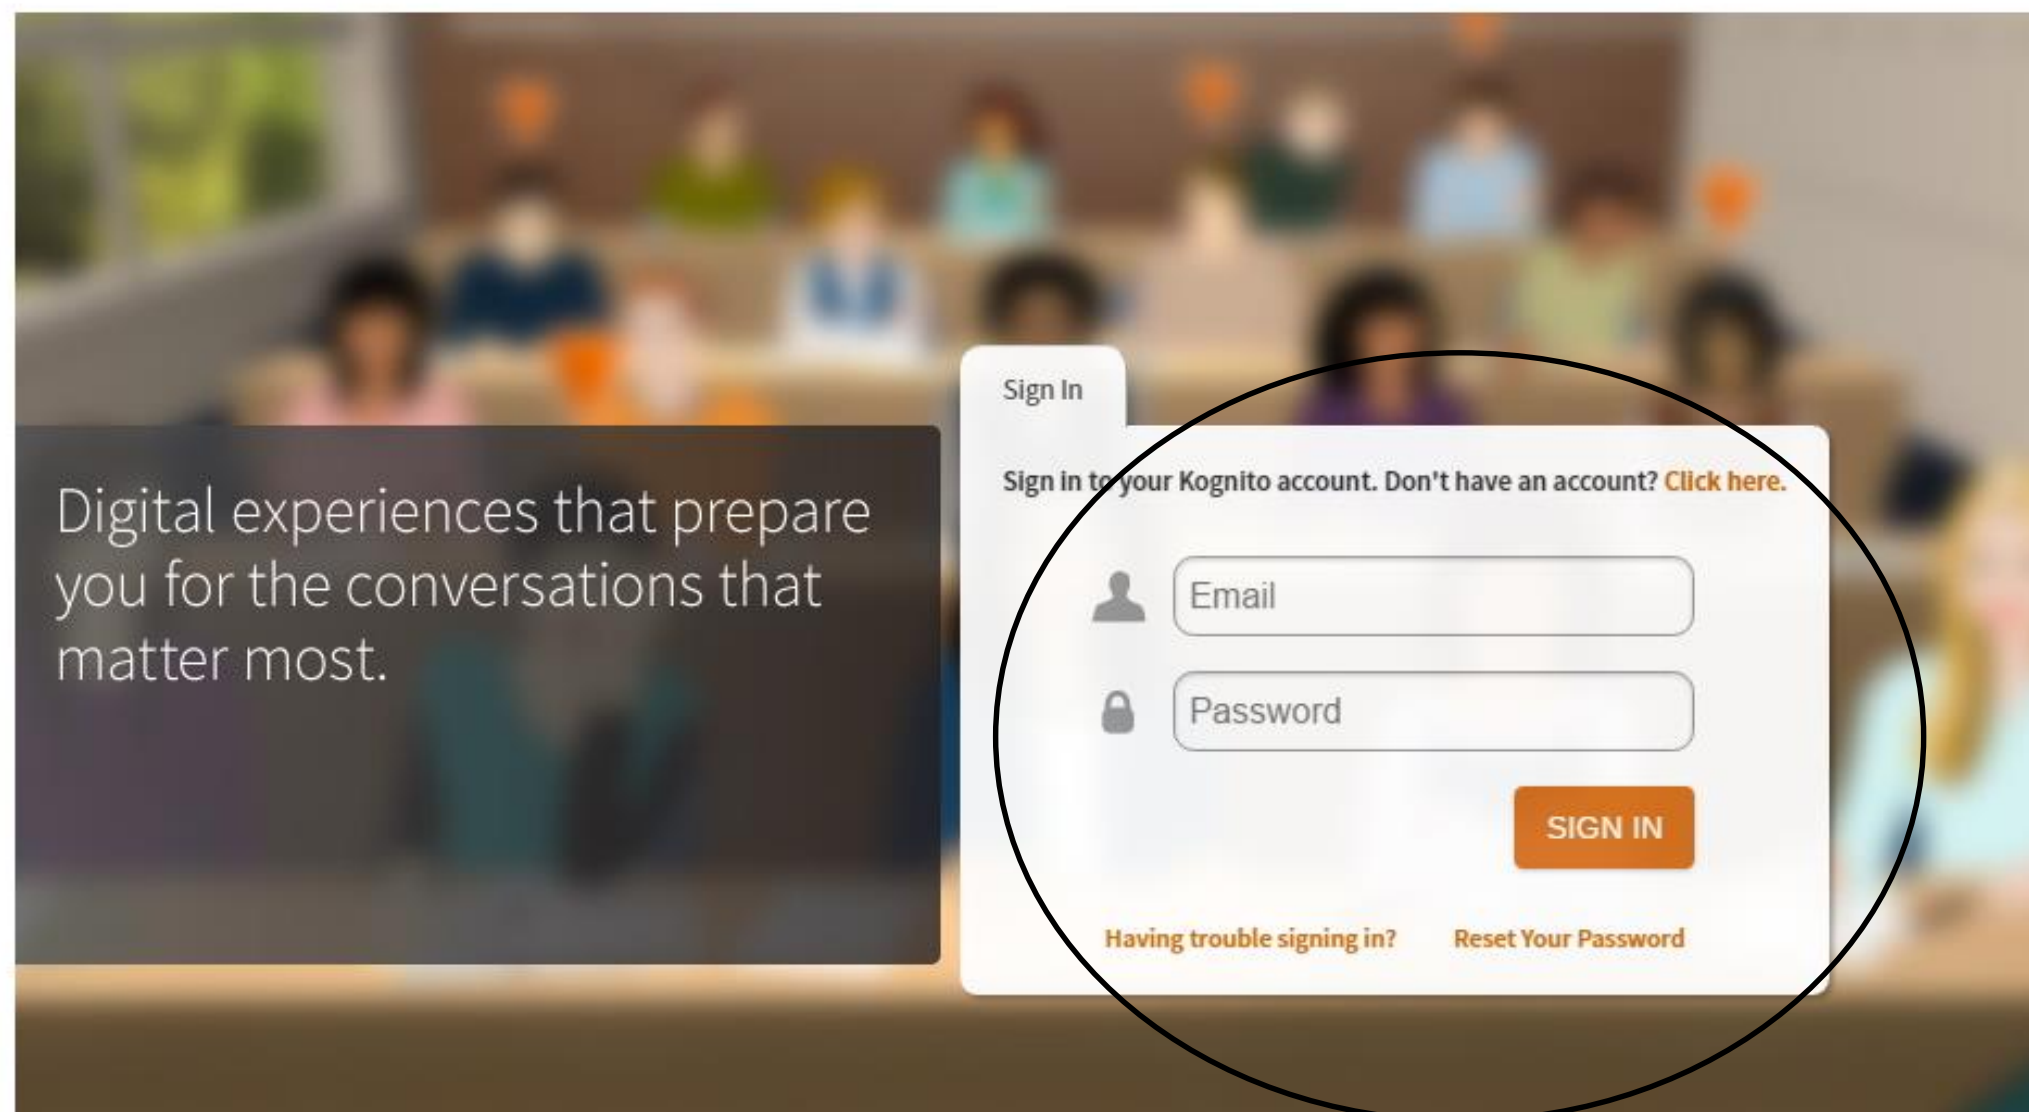 Digital experiences that prepare
you for the conversations that
matter most.
Sign In
Sign in to your Kognito account. Don't have an account? Click here.
Email
Password
SIGN IN
Having trouble signing in? Reset Your Password